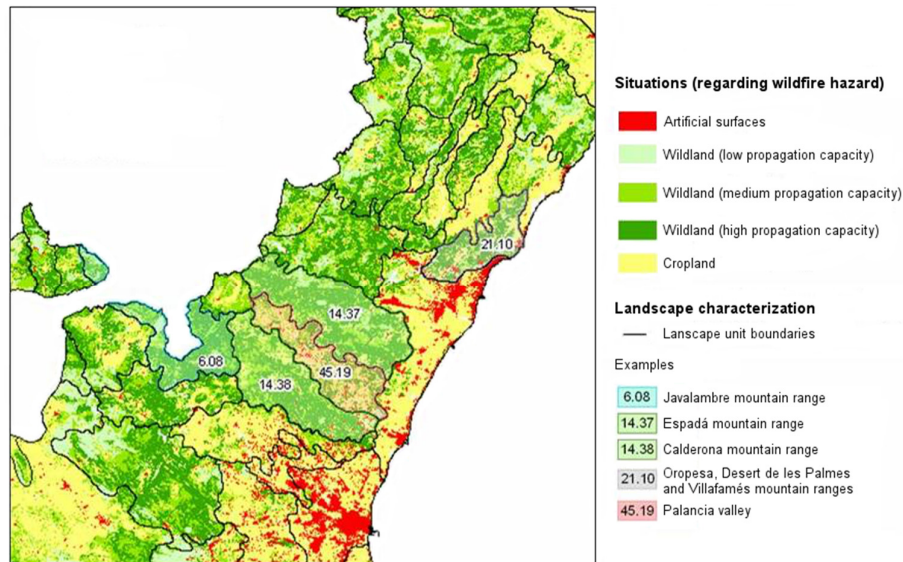 Situations (regarding wildfire hazard)
Artificial surfaces
Wildland (low propagation capacity)
Wildland (medium propagation capacity)
Wildland (high propagation capacity)
Cropland
Landscape characterization
Lanscape unit boundaries
Examples
6.08 Javalambre mountain range
14.37 Espadá mountain range
14.38 Calderona mountain range
21.10 Oropesa, Desert de les Palmes
and Villafamés mountain ranges
45.19 Palancia valley
21.10
14.37
6.08
45.19
14.38